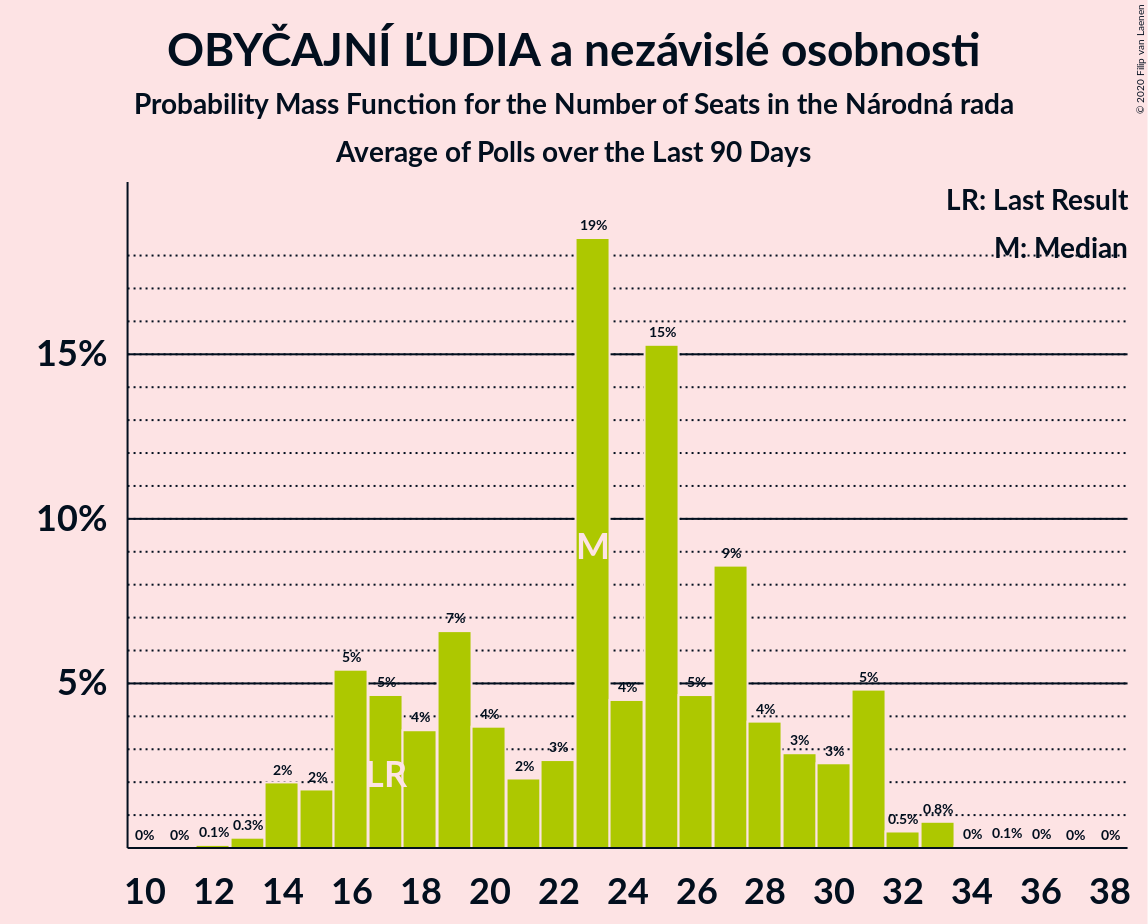 OBYČAJNÍ ĽUDIA a nezávislé osobnosti
Probability Mass Function for the Number of Seats in the Národná rada
Average of Polls over the Last 90 Days
© 2020 Filip van Laenen
LR: Last Result
M: Median
15%
10%
5%
0% 0% 0.1% 0.3% 2% 2% 5% 5% 4% 7% 4% 2% 3% 19% 4% 15% 5% 9% 4% 3% 3% 5% 0.5% 0.8% 0% 0.1% 0% 0% 0%
LR
M
10 12 14 16 18 20 22 24 26 28 30 32 34 36 38